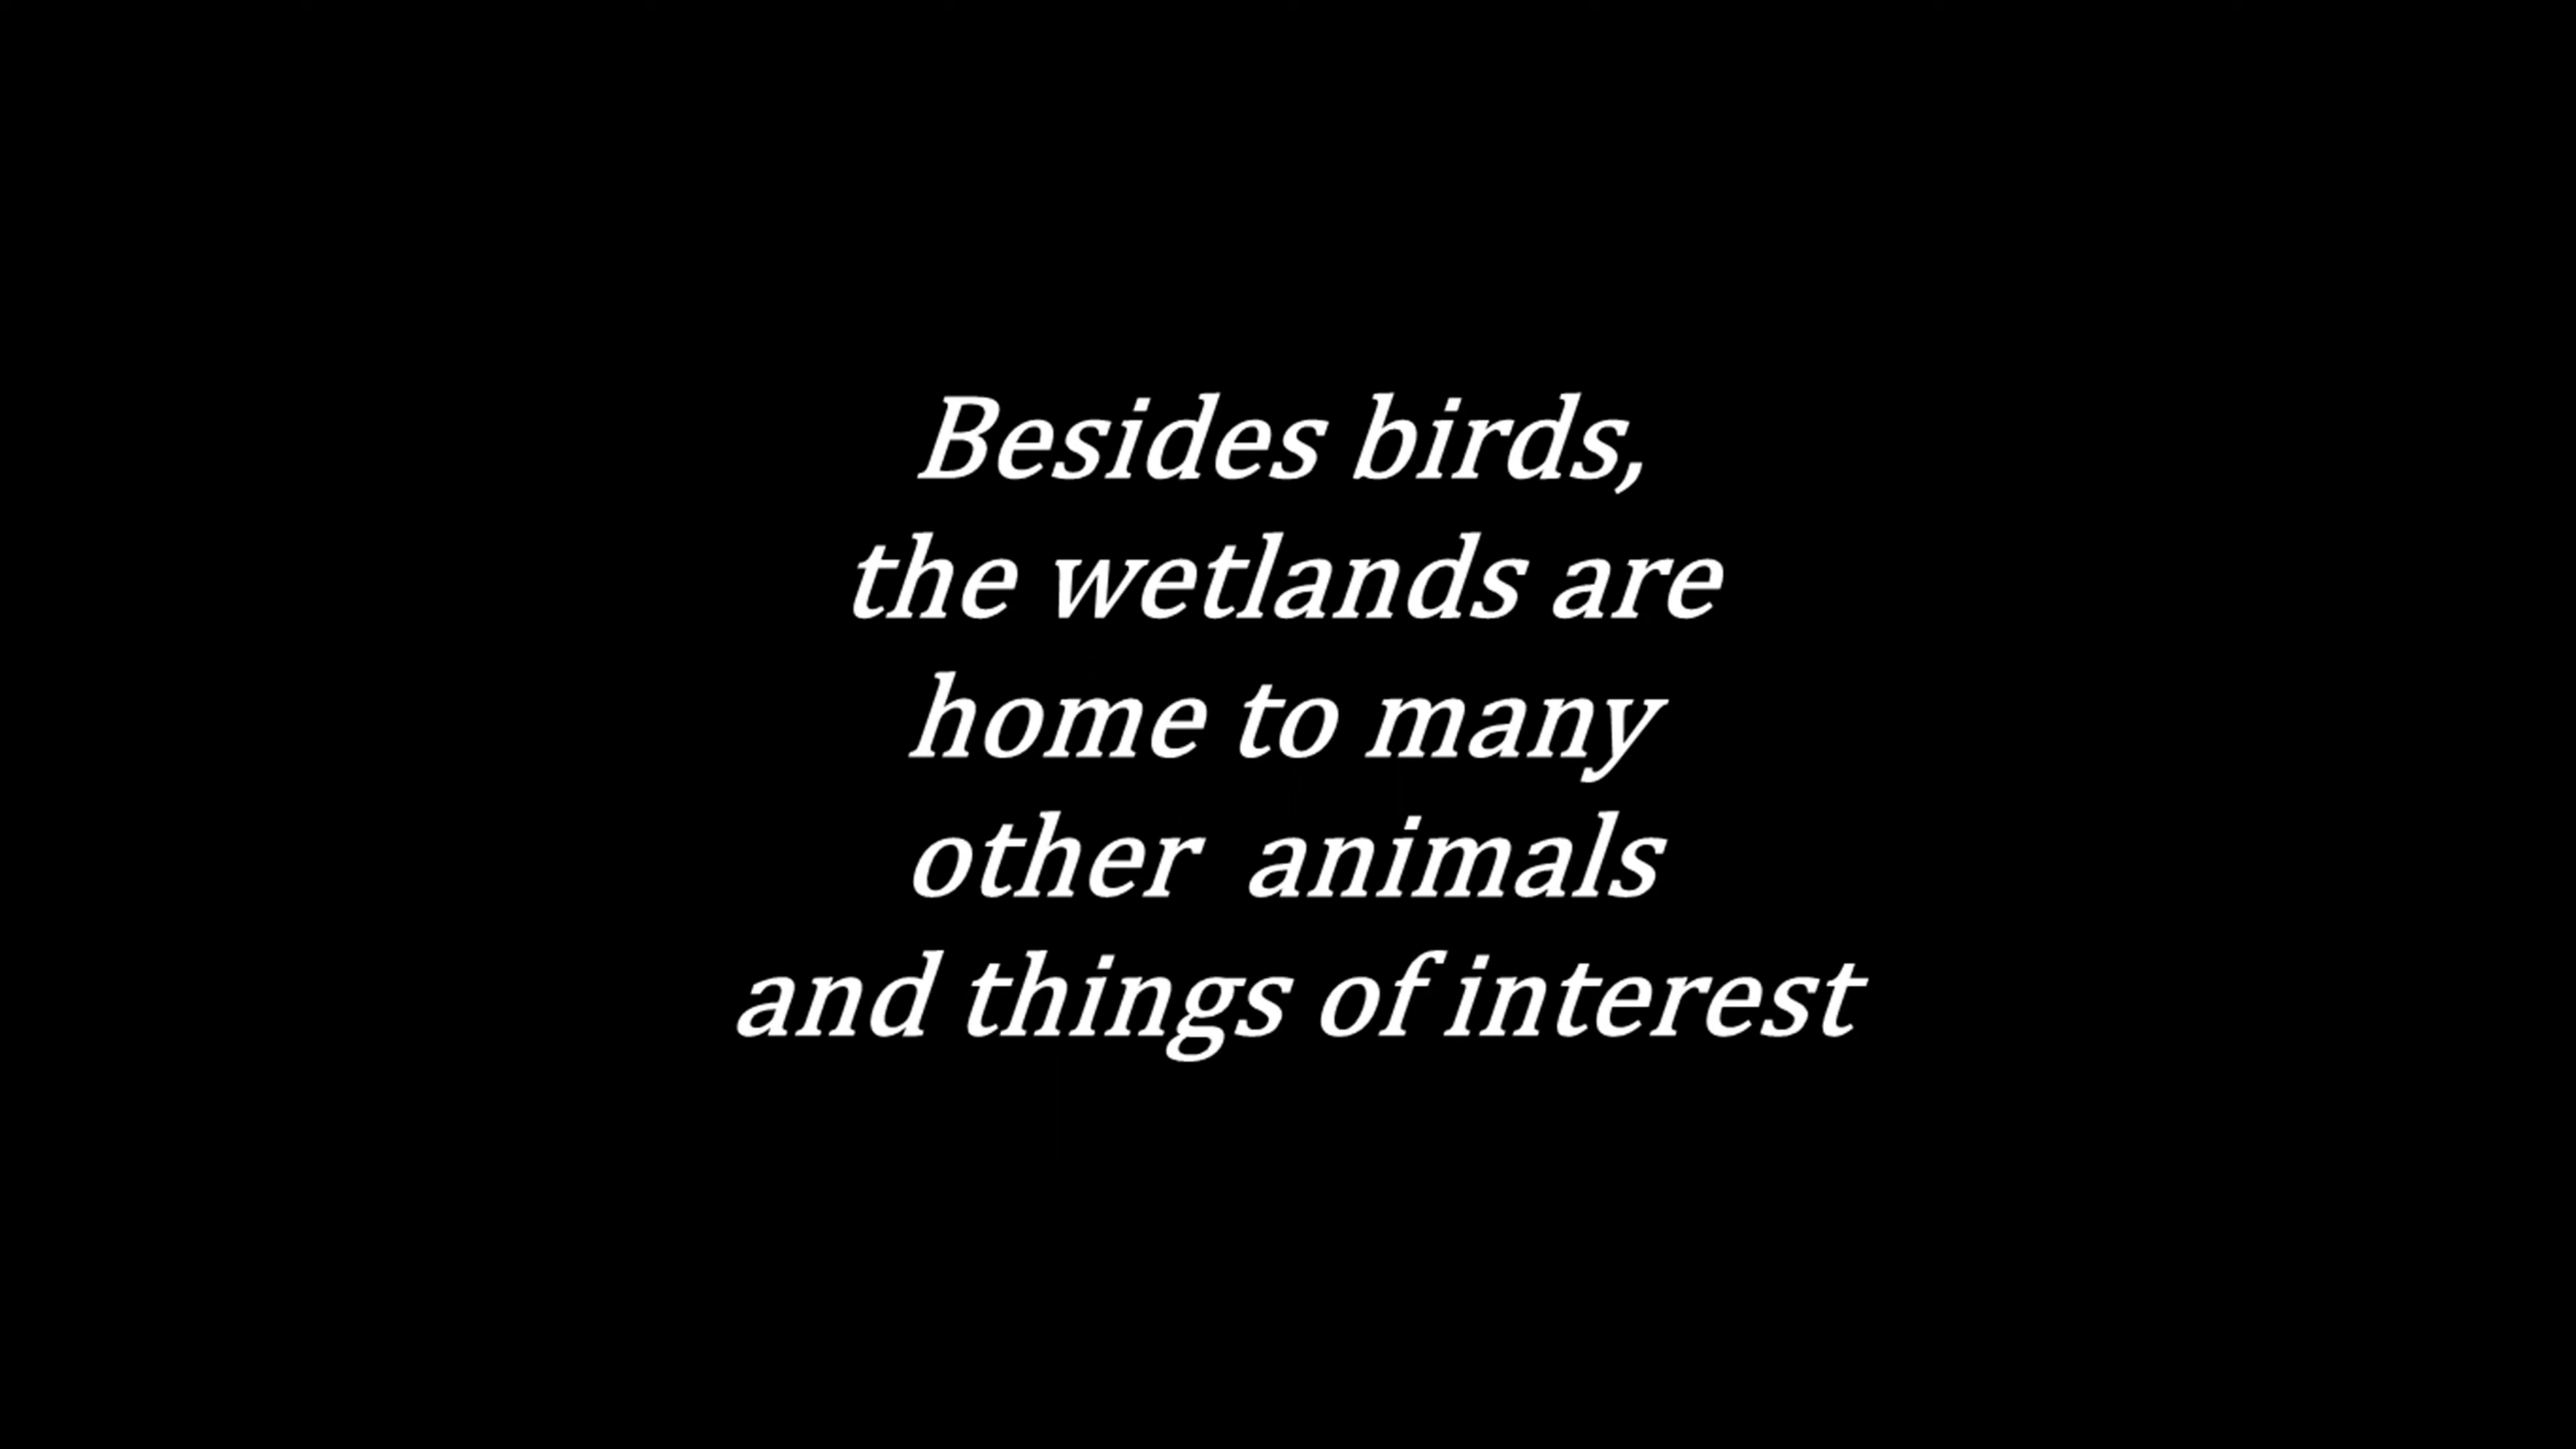 Besides birds,
the wetlands are
home to many
other  animals
and things of interest